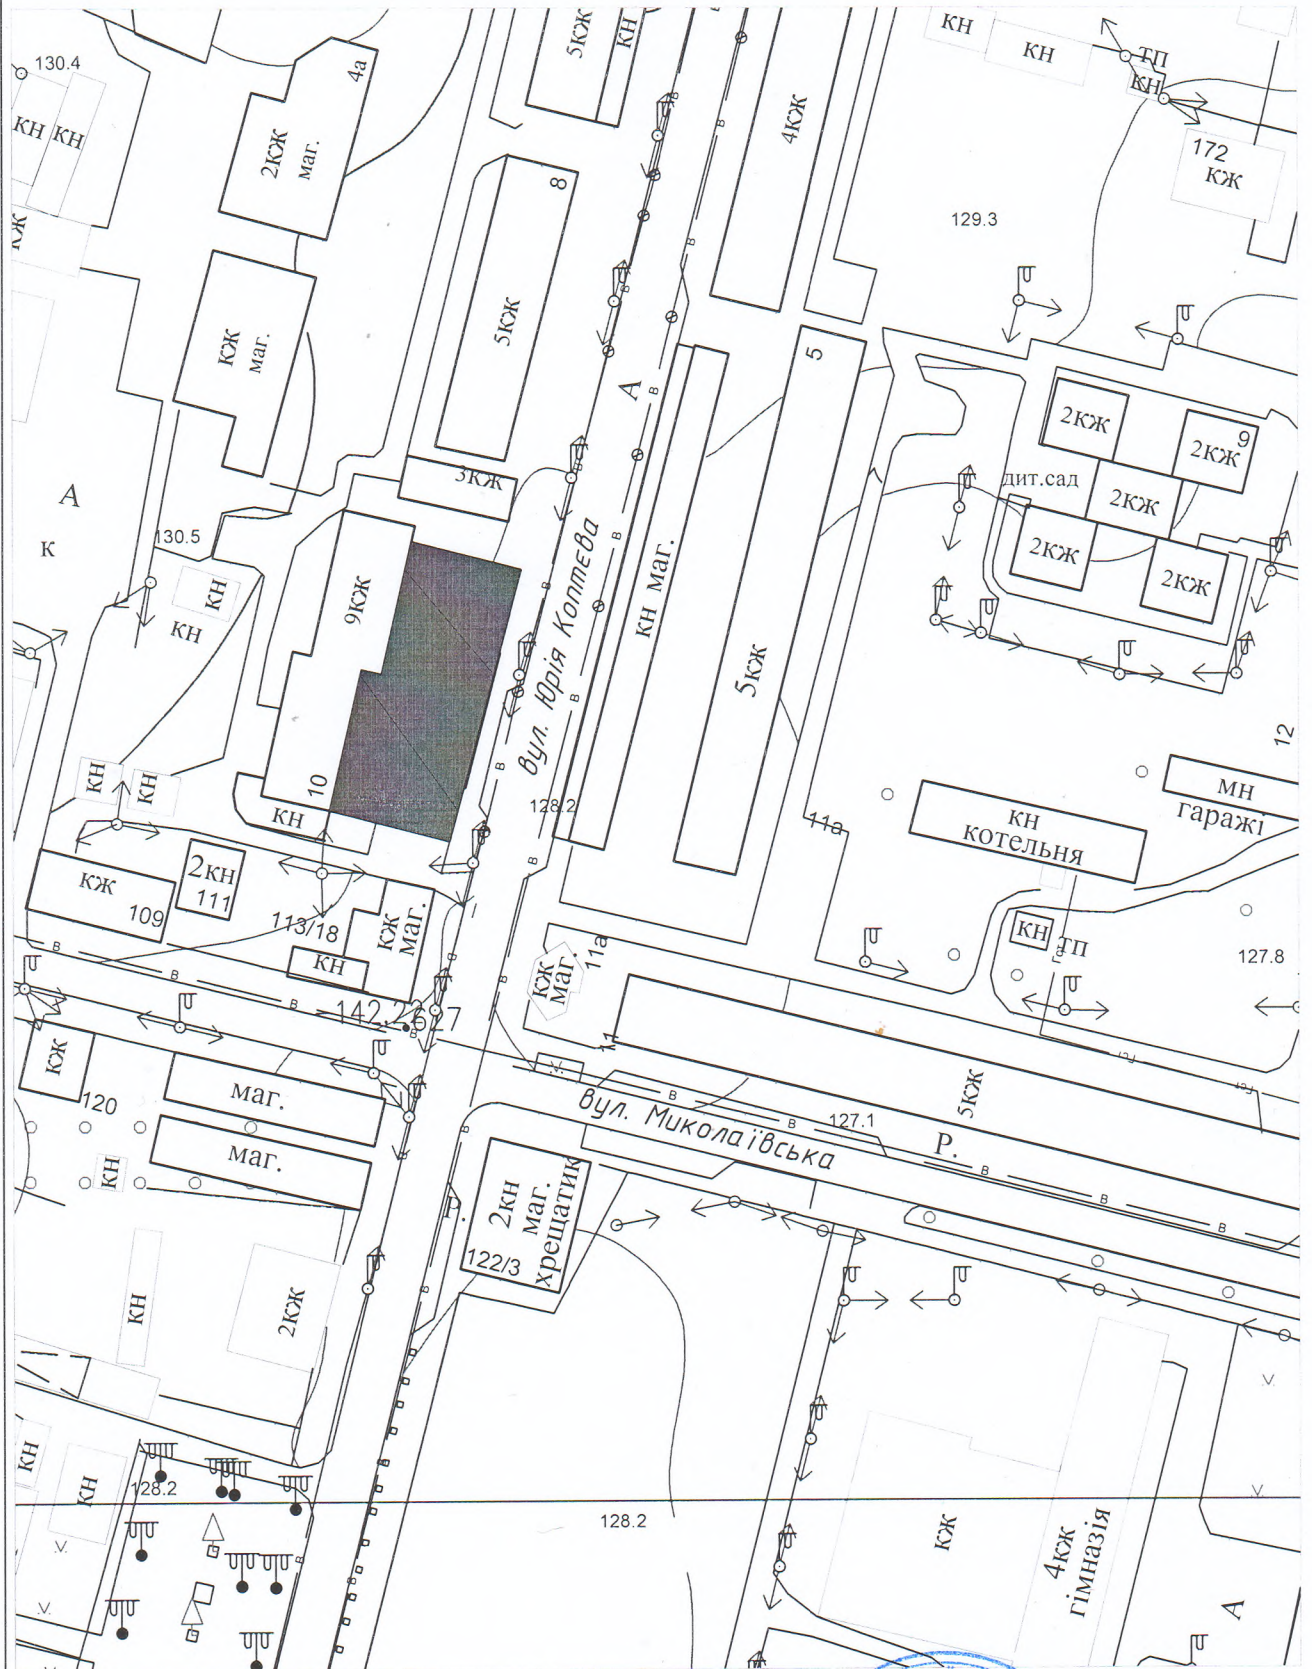 5КЖ
КН
КН
КН
ТП
КН
130.4
4а
2КЖ
маг.
КН
КН
4КЖ
172
КЖ
8
129.3
КЖ
КЖ
маг.
5КЖ
5
А
2КЖ
9
2КЖ
3КЖ
дит.сад
2КЖ
А
к
130.5
2КЖ
2КЖ
КН
КН
9КЖ
вул. Юрія Коптєва
КН маг.
5КЖ
12
КН
КН
10
КН
128.2
11а
МН
гаражі
КН
котельня
КЖ
109
2КН
111
113/18
КЖ
маг.
КН
КЖ
маг.
11а
КН
ТП
127.8
11
КЖ
120
маг.
маг.
КН
вул. Миколаївська
127.1
5КЖ
Р.
Р.
2КН
маг.
хрещатик
122/3
КН
2КЖ
КН
КН
128.2
128.2
КЖ
4КЖ
гімназія
А